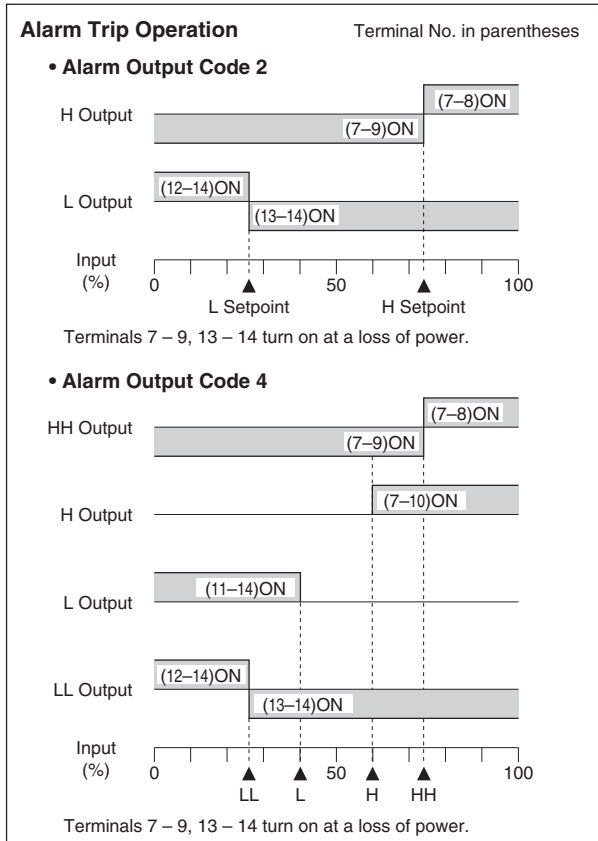 Alarm Trip Operation Terminal No. in parentheses
• Alarm Output Code 2
(7–8)ON
H Output
(7–9)ON
(12–14)ON
L Output
(13–14)ON
Input
(%)
0 50 100
L Setpoint H Setpoint
Terminals 7 – 9, 13 – 14 turn on at a loss of power.
• Alarm Output Code 4
(7–8)ON
HH Output
(7–9)ON
(7–10)ON
H Output
(11–14)ON
L Output
(12–14)ON
LL Output
(13–14)ON
Input
(%)
0 50 100
LL L H HH
Terminals 7 – 9, 13 – 14 turn on at a loss of power.